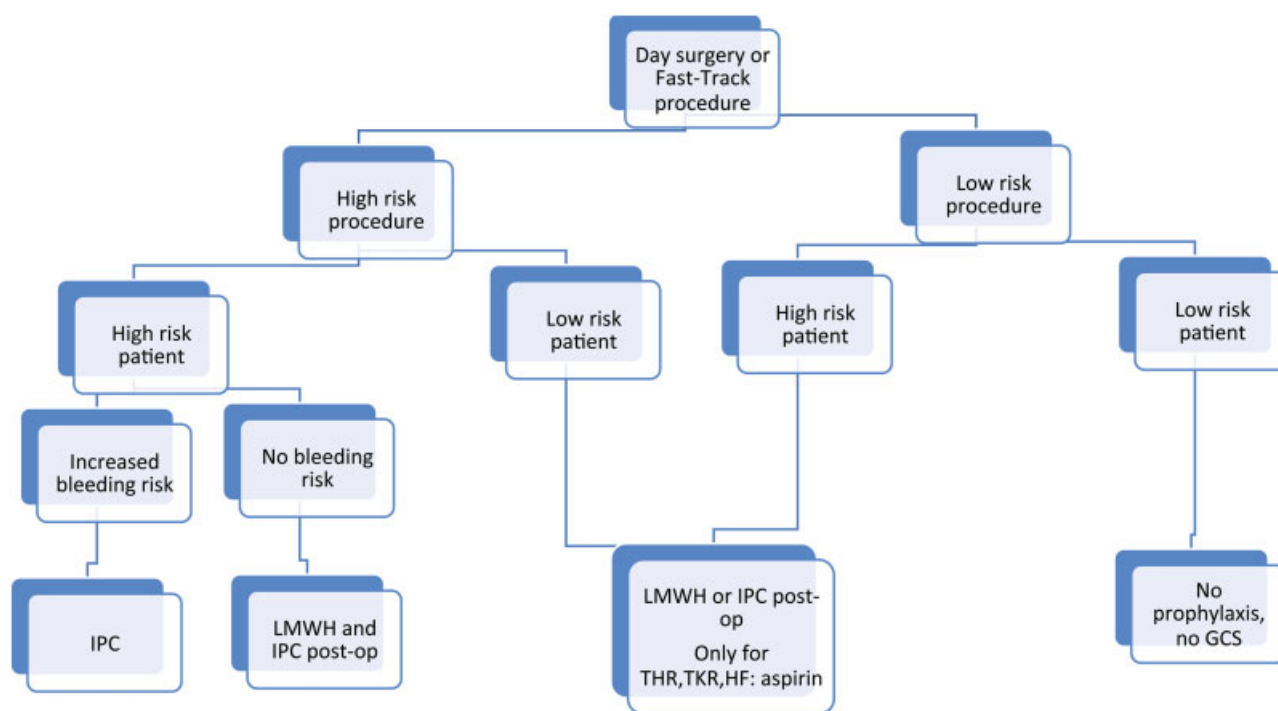 Day surgery or
Fast-Track
procedure
High risk
procedure
Low risk
procedure
High risk
patient
Low risk
patient
High risk
patient
Low risk
patient
Increased
bleeding risk
No bleeding
risk
IPC
LMWH and
IPC post-op
LMWH or IPC post-
op
Only for
THR,TKR,HF: aspirin
No
prophylaxis,
no GCS